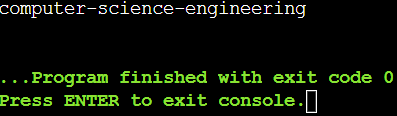 computer-science-engineering
...Program finished with exit code 0
Press ENTER to exit console.